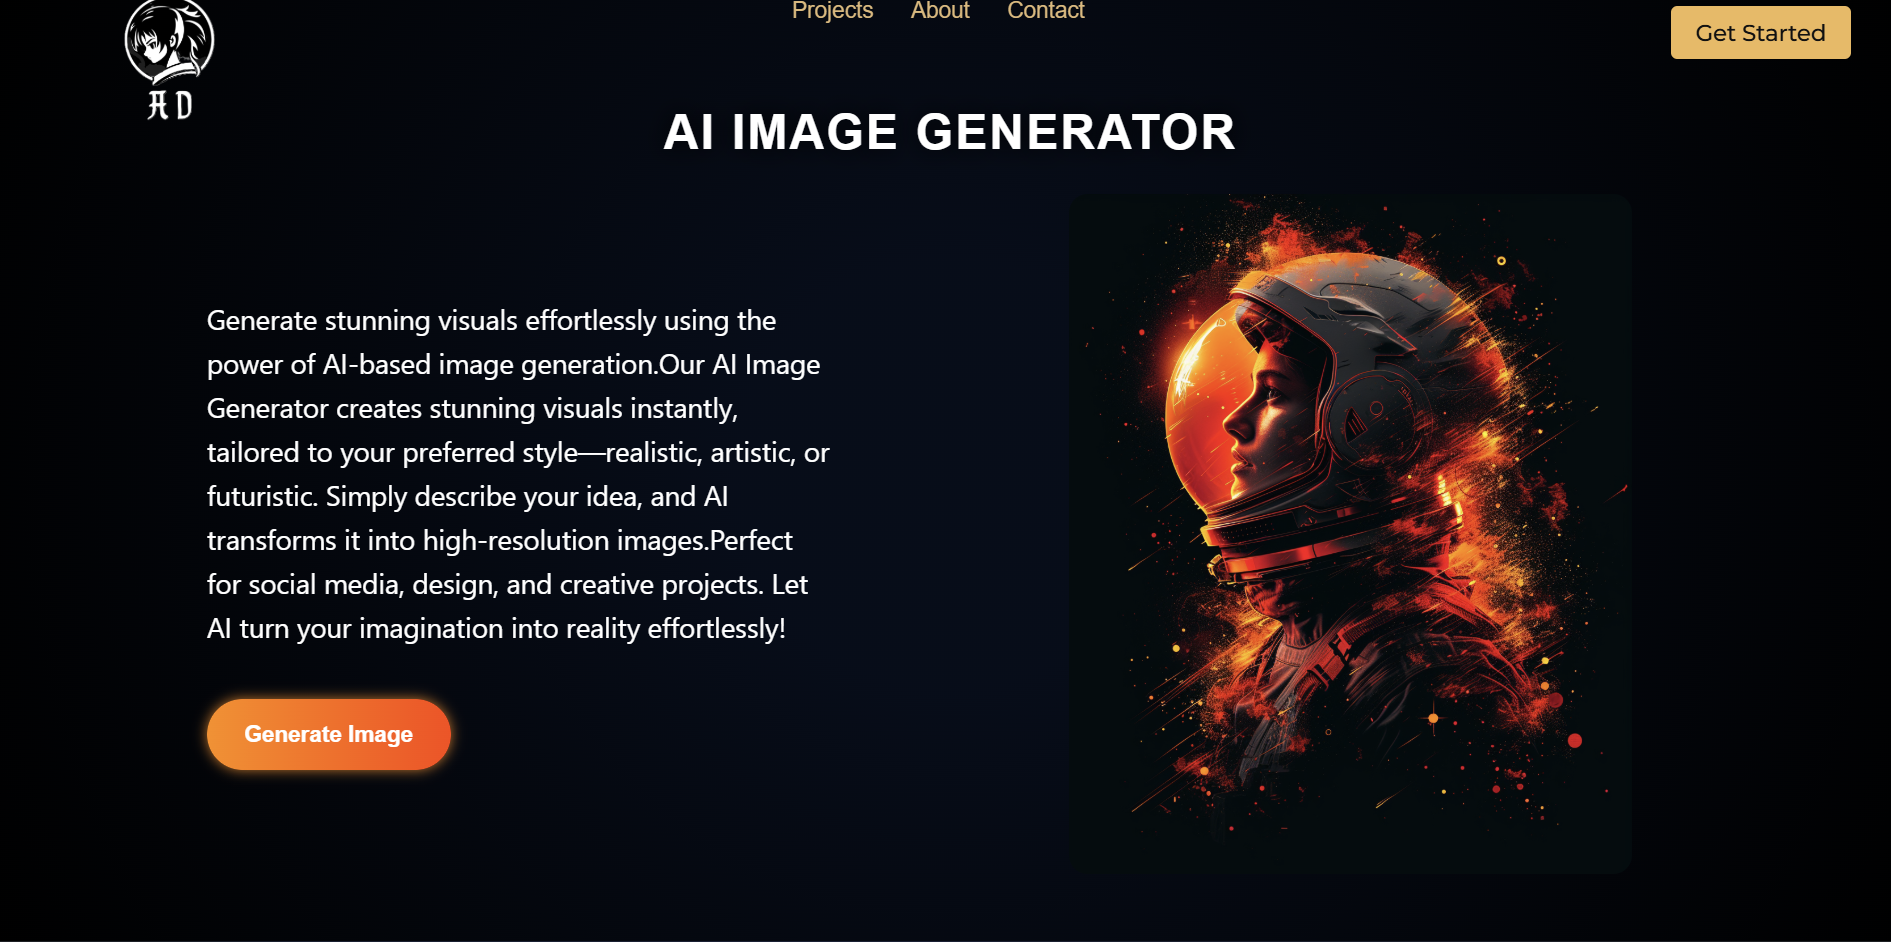 Projects About Contact
Get Started
AD
AI IMAGE GENERATOR
Generate stunning visuals effortlessly using the
power of AI-based image generation.Our AI Image
Generator creates stunning visuals instantly,
tailored to your preferred style—realistic, artistic, or
futuristic. Simply describe your idea, and AI
transforms it into high-resolution images.Perfect
for social media, design, and creative projects. Let
AI turn your imagination into reality effortlessly!
Generate Image